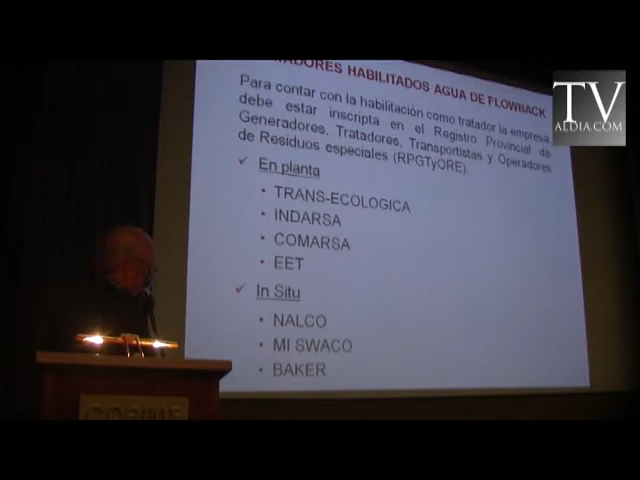 HABILITADOS AGUA DE FLOWBACK
Para contar con la habilitación como tratador la empresa
debe estar inscripta en el Registro Provincial de
Generadores, Tratadores, Transportistas y Operadores
de Residuos especiales (RPGTyORE).
✓ En planta
• TRANS-ECOLOGICA
• INDARSA
• COMARSA
• EET
✓ In Situ
• NALCO
• MI SWACO
• BAKER
TV
ALDIA.COM